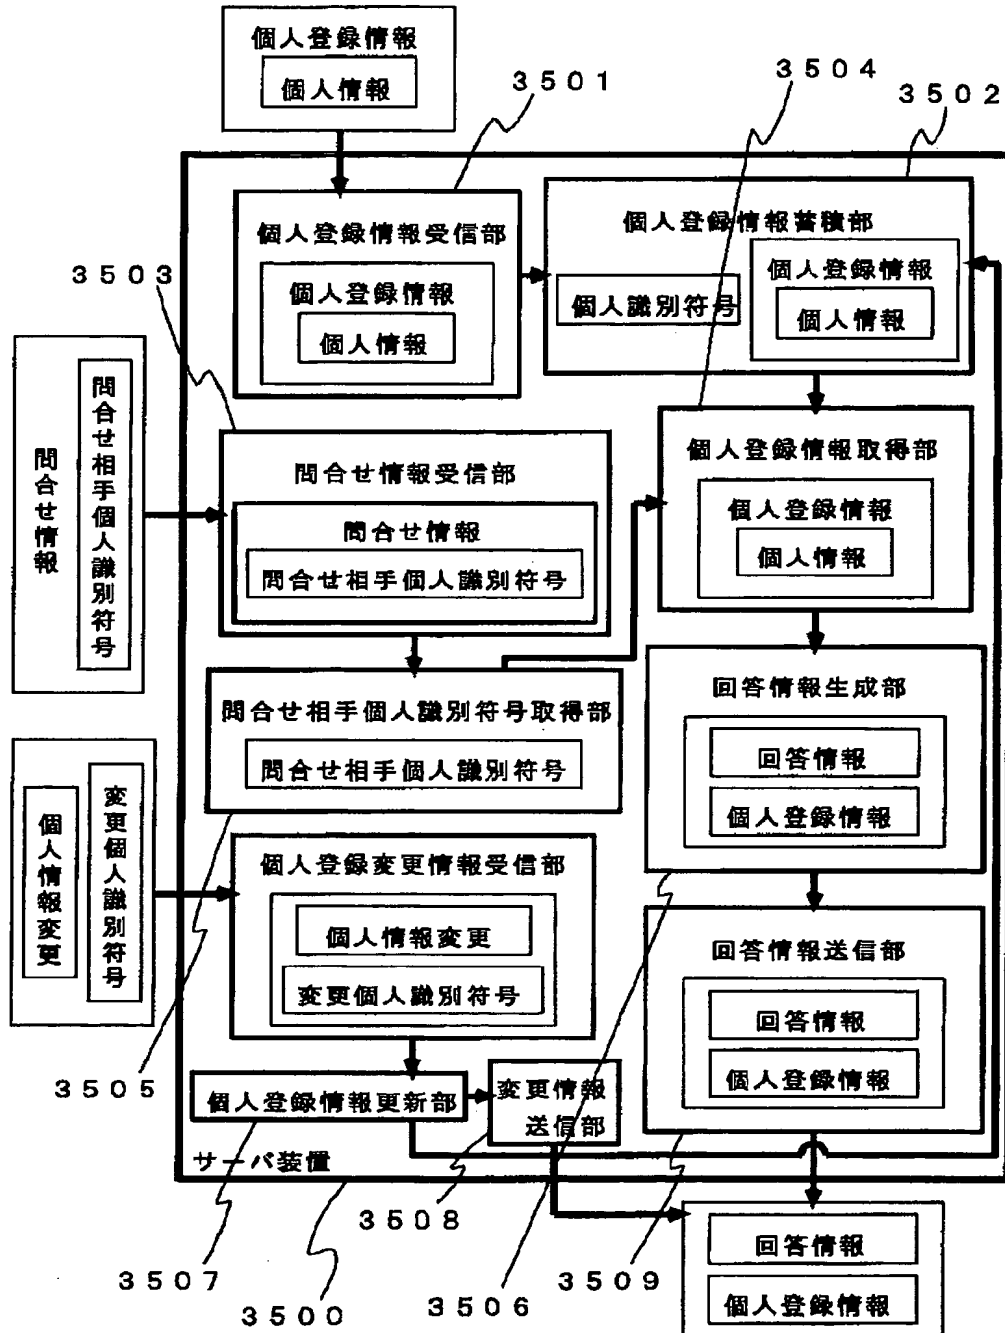 個人登録情報
個人情報
3501
3504
3502
個人登録情報受信部
個人登録情報
個人情報
個人登録情報蓄積部
個人識別符号
個人登録情報
個人情報
3503
問合せ情報
問合せ相手個人識別符号
問合せ情報受信部
問合せ情報
問合せ相手個人識別符号
個人登録情報取得部
個人登録情報
個人情報
問合せ相手個人識別符号取得部
問合せ相手個人識別符号
回答情報生成部
回答情報
個人登録情報
個人情報変更
変更個人識別符号
個人登録変更情報受信部
個人情報変更
変更個人識別符号
回答情報送信部
回答情報
個人登録情報
3505
個人登録情報更新部
変更情報
送信部
サーバ装置
3508
3507
3500
3506
3509
回答情報
個人登録情報